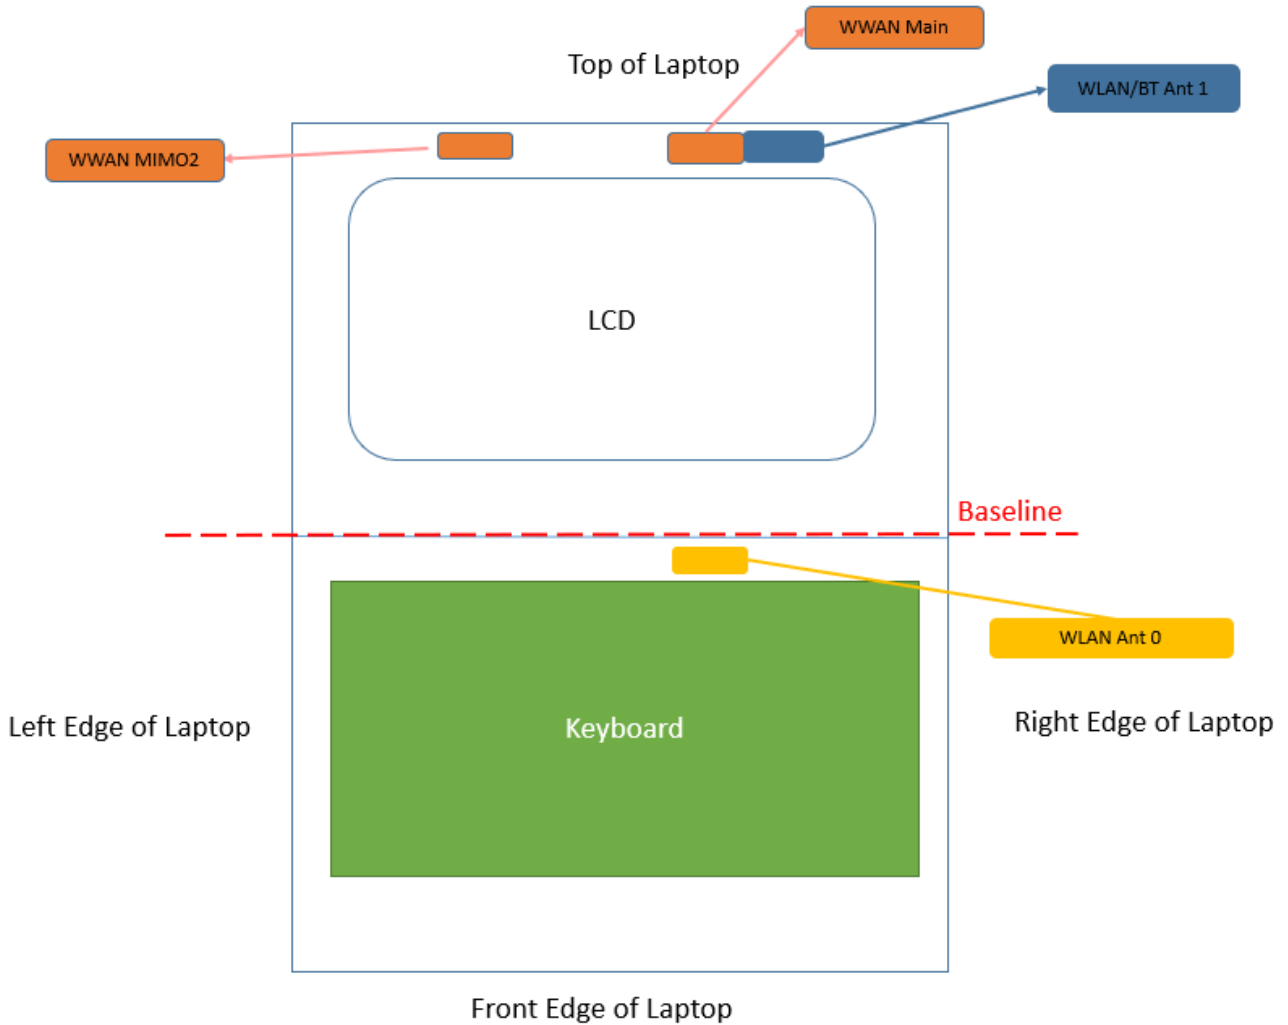 WWAN Main
Top of Laptop
WLAN/BT Ant 1
WWAN MIMO2
LCD
Baseline
WLAN Ant 0
Left Edge of Laptop
Keyboard
Right Edge of Laptop
Front Edge of Laptop